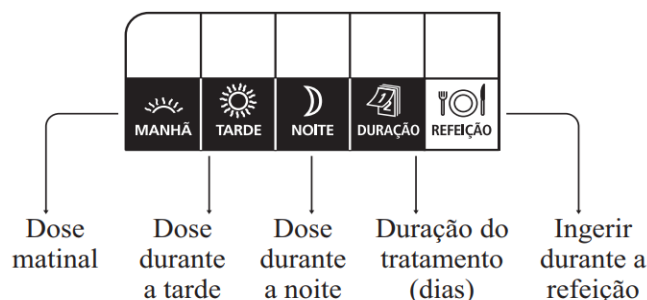 MANHÃ TARDE NOITE DURAÇÃO REFEIÇÃO
Dose Dose Dose Duração do Ingerir
matinal durante durante tratamento durante a
a tarde a noite (dias) refeição